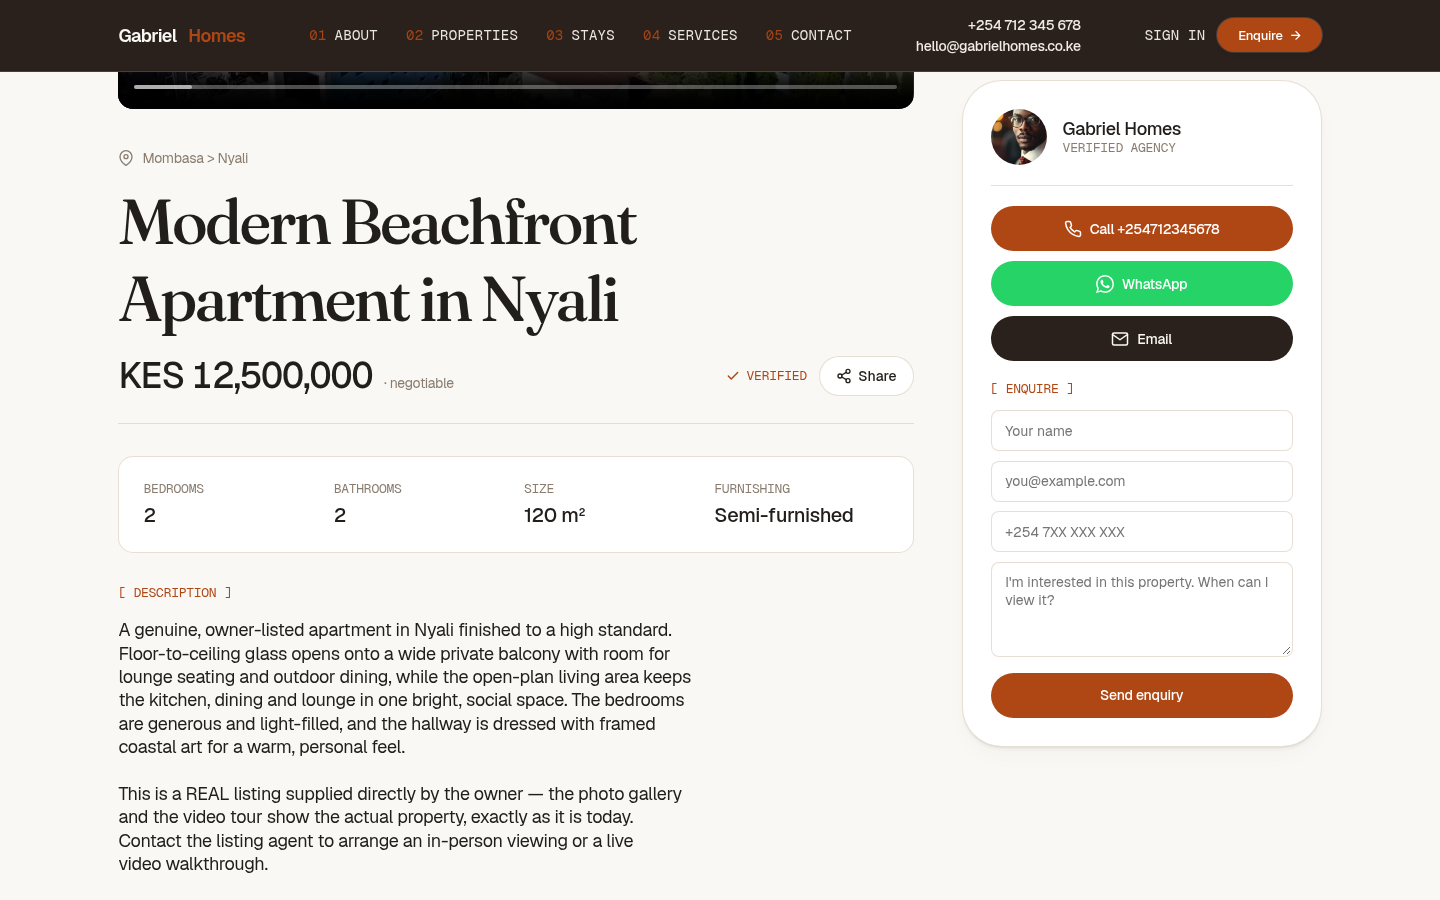 Gabriel Homes
01 ABOUT
02 PROPERTIES
03 STAYS
04 SERVICES
05 CONTACT
+254 712 345 678
hello@gabrielhomes.co.ke
SIGN IN
Enquire →
Mombasa > Nyali
Modern Beachfront
Apartment in Nyali
KES 12,500,000 · negotiable
VERIFIED
Share
BEDROOMS
2
BATHROOMS
2
SIZE
120 m²
FURNISHING
Semi-furnished
[ DESCRIPTION ]
A genuine, owner-listed apartment in Nyali finished to a high standard.
Floor-to-ceiling glass opens onto a wide private balcony with room for
lounge seating and outdoor dining, while the open-plan living area keeps
the kitchen, dining and lounge in one bright, social space. The bedrooms
are generous and light-filled, and the hallway is dressed with framed
coastal art for a warm, personal feel.
This is a REAL listing supplied directly by the owner — the photo gallery
and the video tour show the actual property, exactly as it is today.
Contact the listing agent to arrange an in-person viewing or a live
video walkthrough.
Gabriel Homes
VERIFIED AGENCY
Call +254712345678
WhatsApp
Email
[ ENQUIRE ]
Your name
you@example.com
+254 7XX XXX XXX
I'm interested in this property. When can I
view it?
Send enquiry